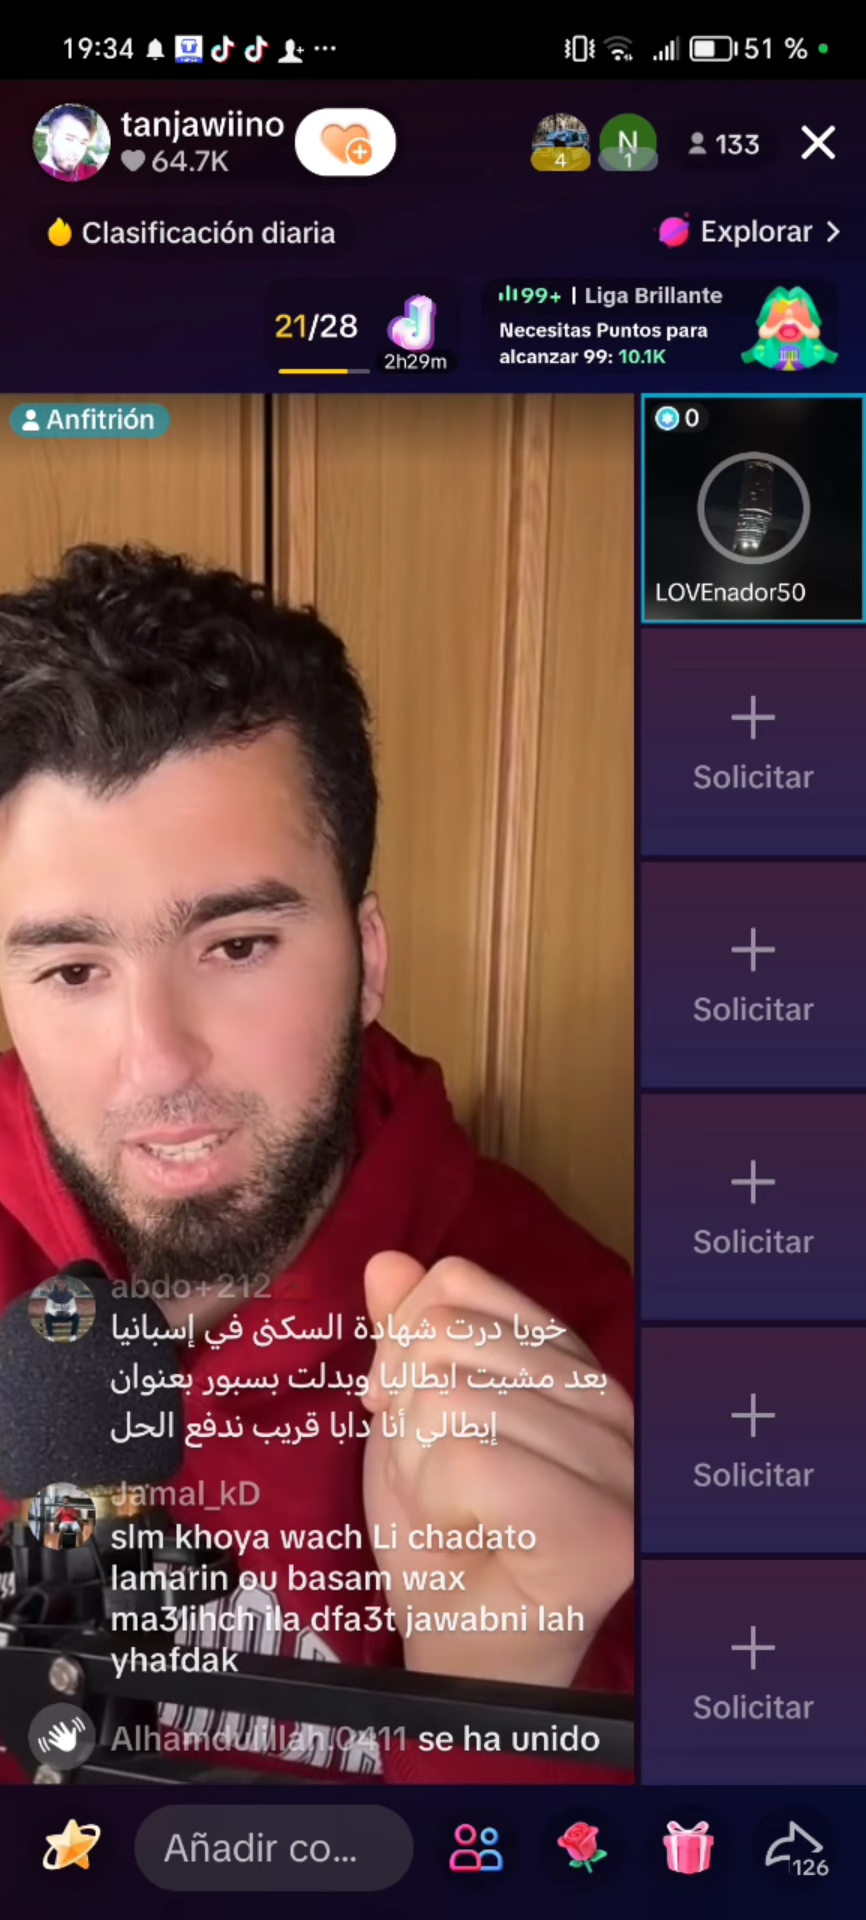 19:34
51 %
tanjawiino
64.7K
4
N
1
133
Clasificación diaria
Explorar
21/28
2h29m
99+ | Liga Brillante
Necesitas Puntos para
alcanzar 99: 10.1K
Anfitrión
0
LOVEnador50
Solicitar
Solicitar
Solicitar
Solicitar
Solicitar
abdo+212
خويا درت شهادة السكنى في إسبانيا
بعد مشيت ايطاليا وبدلت بسبور بعنوان
إيطالي أنا دابا قريب ندفع الحل
Jamal_kD
slm khoya wach Li chadato
lamarin ou basam wax
ma3lihch ila dfa3t jawabni lah
yhafdak
Alhamdulillah.0411 se ha unido
Añadir co...
126